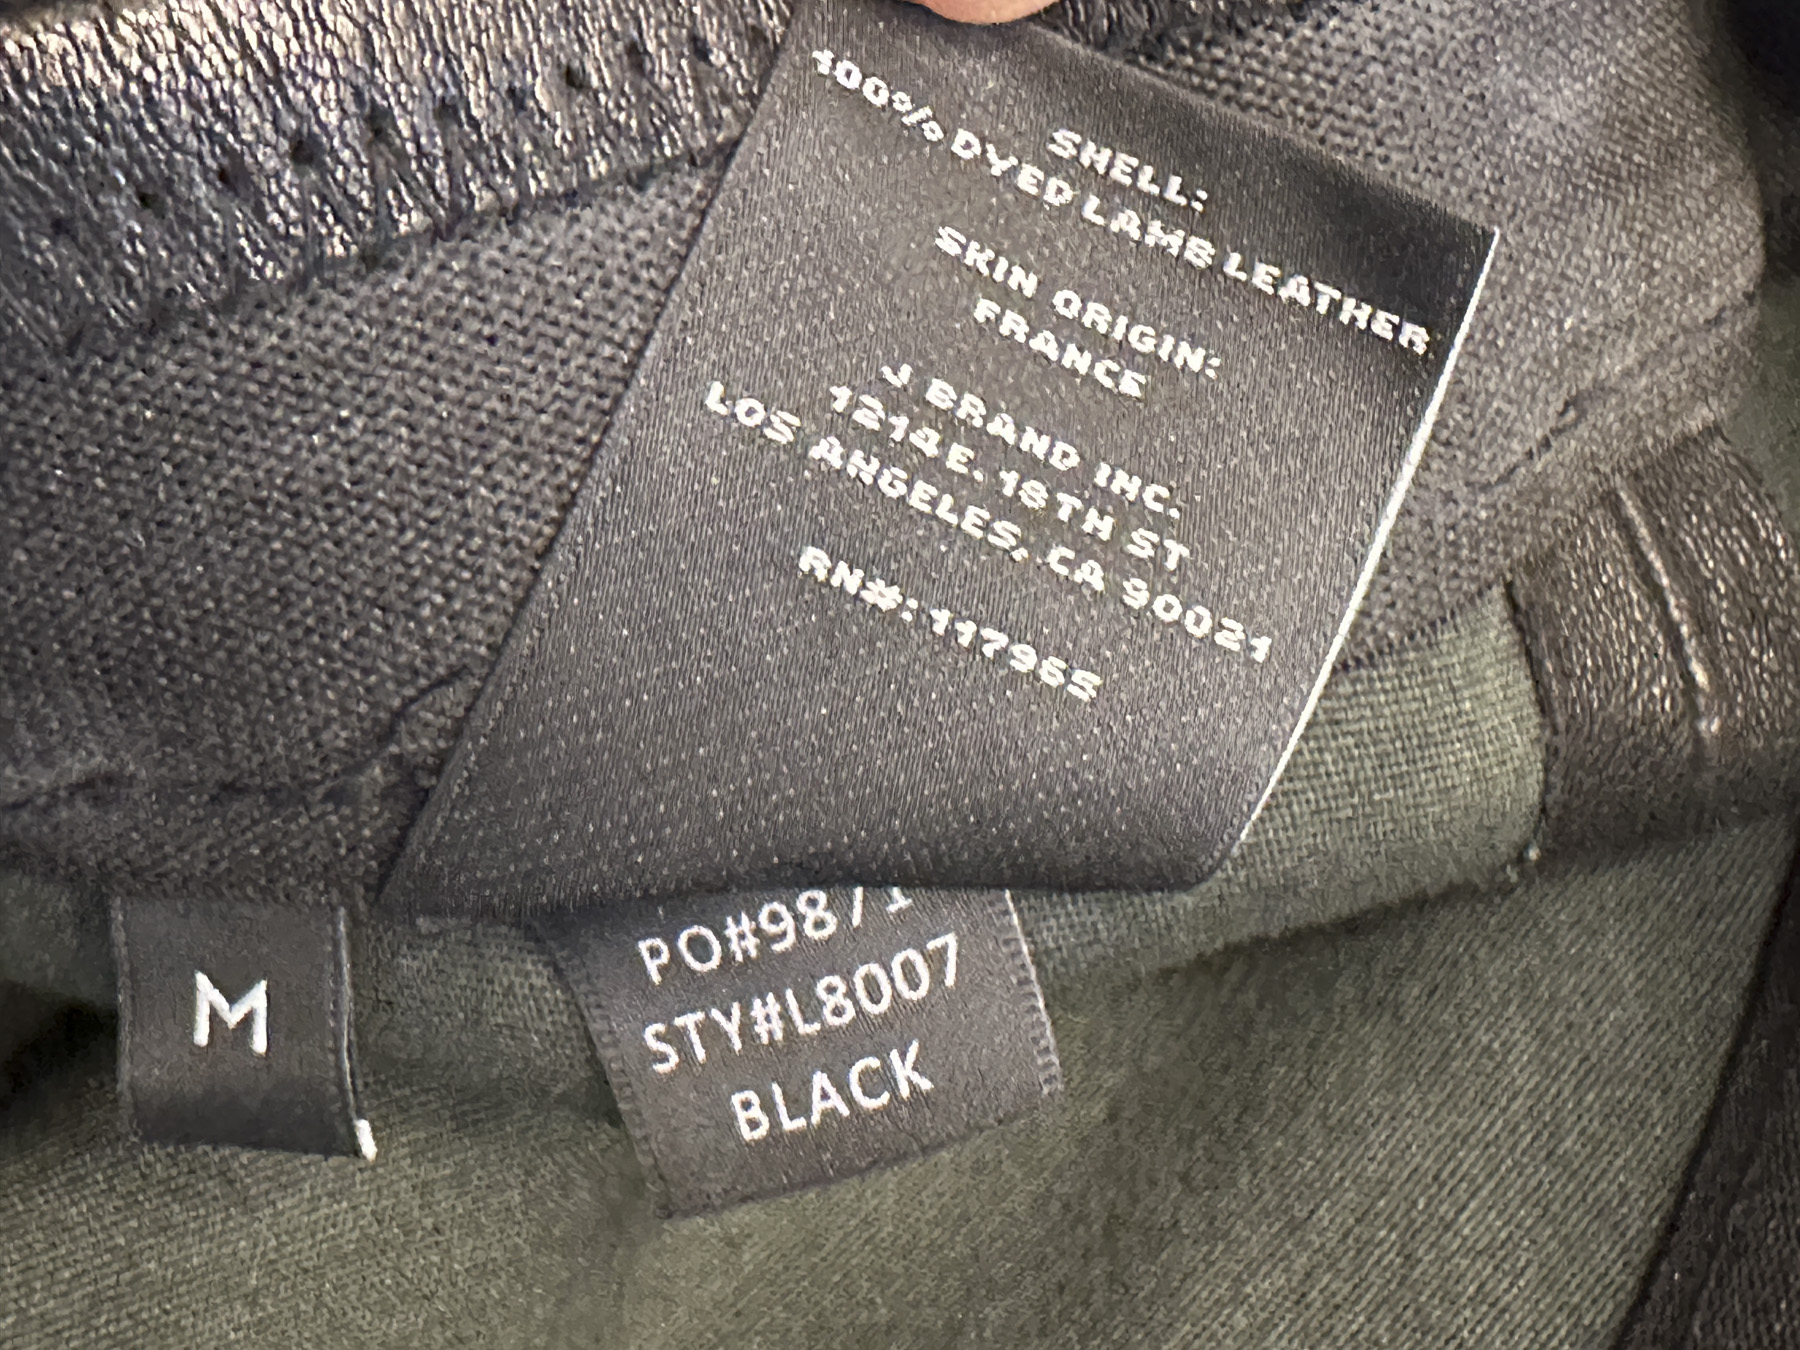 SHELL:
100% DYED LAMB LEATHER
SKIN ORIGIN:
FRANCE
J BRAND INC.
1214 E. 18TH ST
LOS ANGELES, CA 90021
RN#: 117965
M
PO#9871
STY#L8007
BLACK